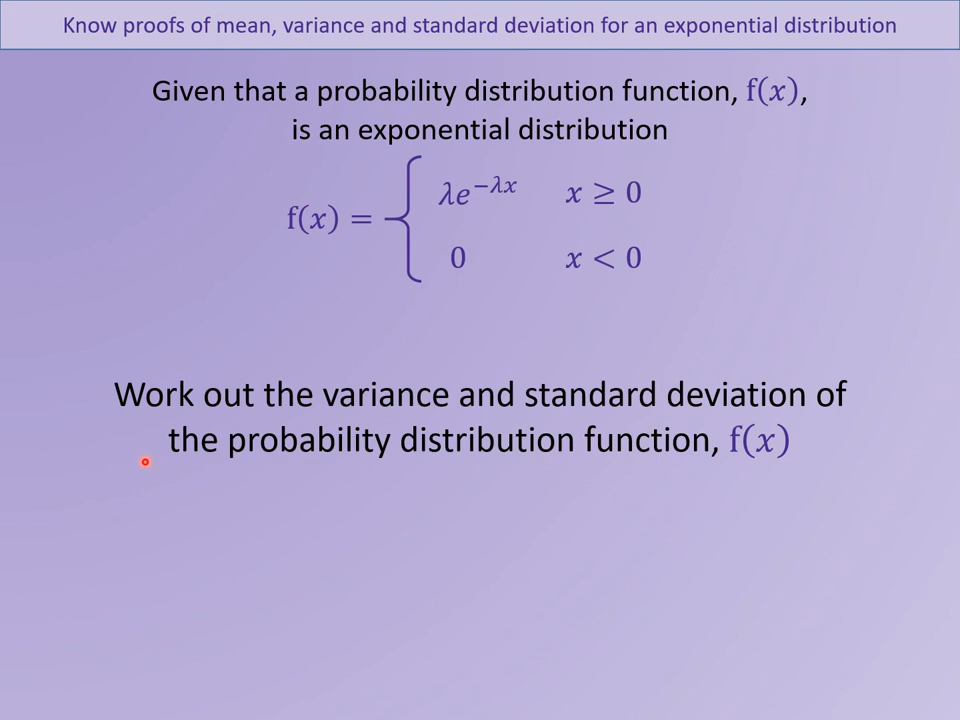 Know proofs of mean, variance and standard deviation for an exponential distribution
Given that a probability distribution function, f(x),
is an exponential distribution
f(x) = { λe^{−λx} x ≥ 0
0 x < 0
Work out the variance and standard deviation of
the probability distribution function, f(x)